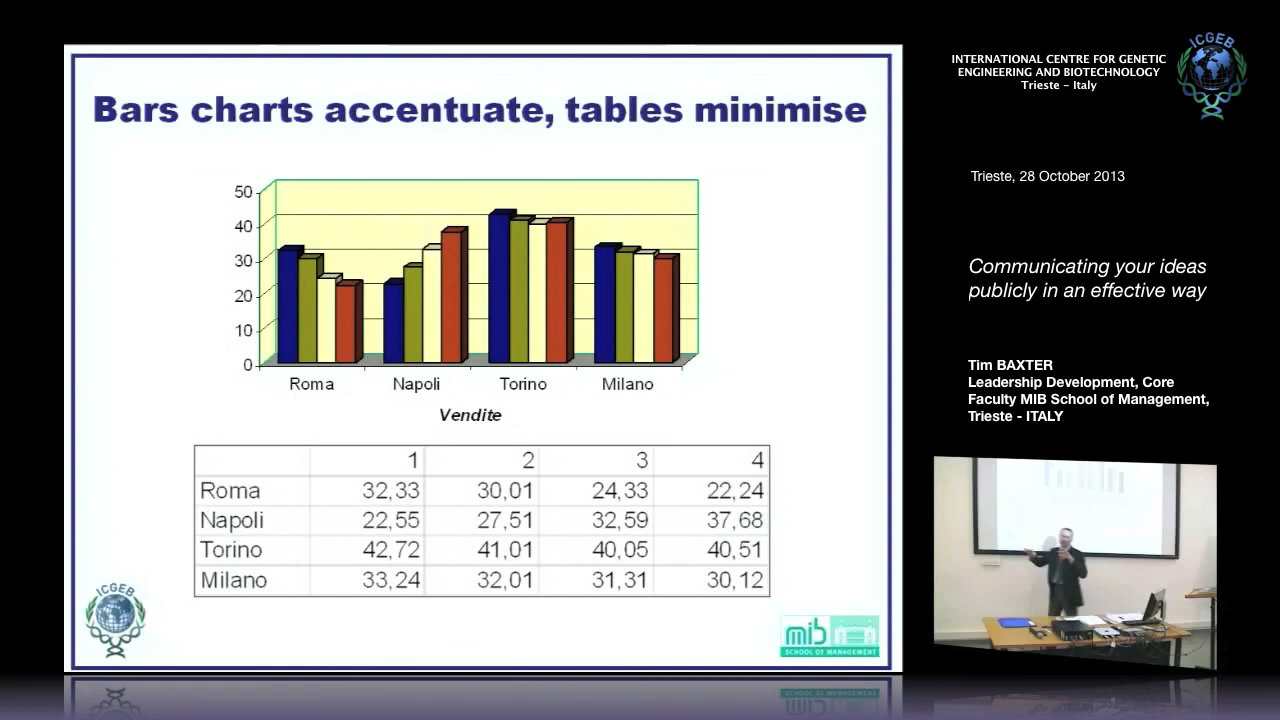 Bars charts accentuate, tables minimise
50
40
30
20
10
0
Roma Napoli Torino Milano
Vendite
1 2 3 4
Roma 32,33 30,01 24,33 22,24
Napoli 22,55 27,51 32,59 37,68
Torino 42,72 41,01 40,05 40,51
Milano 33,24 32,01 31,31 30,12
ICGEB
mib
SCHOOL OF MANAGEMENT
INTERNATIONAL CENTRE FOR GENETIC
ENGINEERING AND BIOTECHNOLOGY
Trieste - Italy
ICGEB
Trieste, 28 October 2013
Communicating your ideas
publicly in an effective way
Tim BAXTER
Leadership Development, Core
Faculty MIB School of Management,
Trieste - ITALY